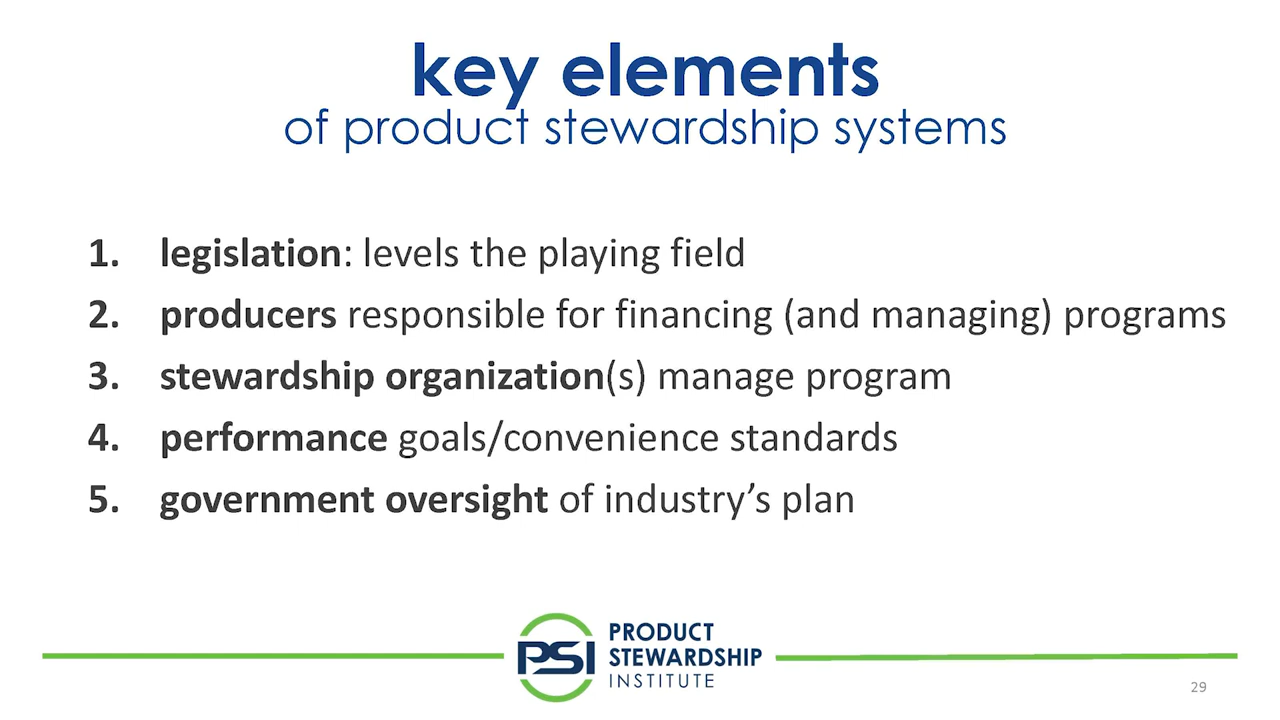 key elements
of product stewardship systems
1. legislation: levels the playing field
2. producers responsible for financing (and managing) programs
3. stewardship organization(s) manage program
4. performance goals/convenience standards
5. government oversight of industry’s plan
PSI
PRODUCT
STEWARDSHIP
INSTITUTE
29